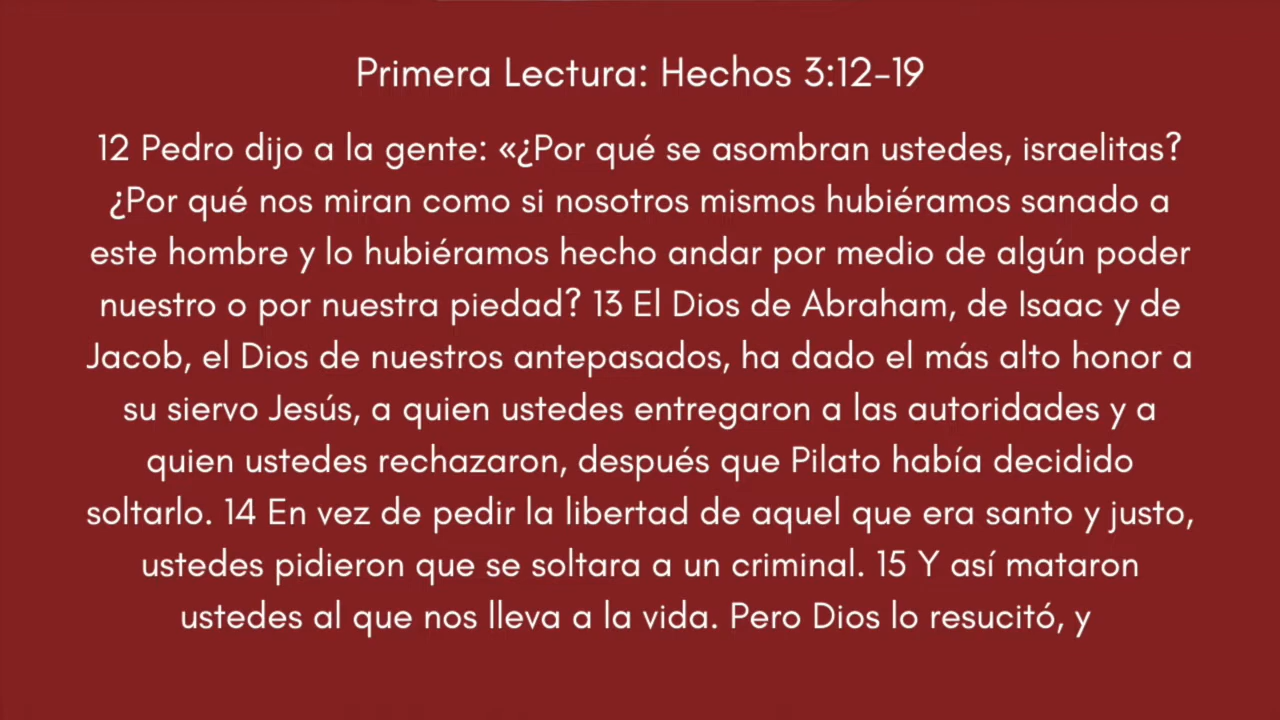 Primera Lectura: Hechos 3:12-19
12 Pedro dijo a la gente: «¿Por qué se asombran ustedes, israelitas?
¿Por qué nos miran como si nosotros mismos hubiéramos sanado a
este hombre y lo hubiéramos hecho andar por medio de algún poder
nuestro o por nuestra piedad? 13 El Dios de Abraham, de Isaac y de
Jacob, el Dios de nuestros antepasados, ha dado el más alto honor a
su siervo Jesús, a quien ustedes entregaron a las autoridades y a
quien ustedes rechazaron, después que Pilato había decidido
soltarlo. 14 En vez de pedir la libertad de aquel que era santo y justo,
ustedes pidieron que se soltara a un criminal. 15 Y así mataron
ustedes al que nos lleva a la vida. Pero Dios lo resucitó, y